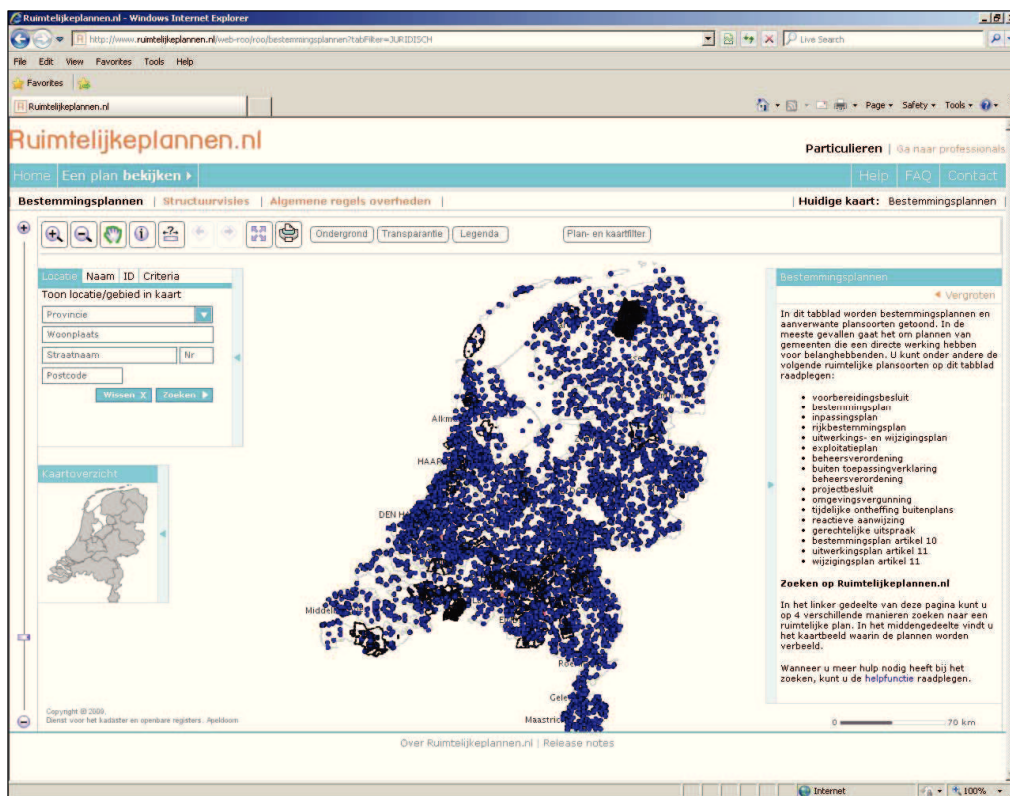 Ruimtelijkeplannen.nl - Windows Internet Explorer
http://www.ruimtelijkeplannen.nl/web-roo/roo/bestemmingsplannen?tabFilter=JURIDISCH
Live Search
File Edit View Favorites Tools Help
Favorites
Ruimtelijkeplannen.nl
Page Safety Tools
Ruimtelijkeplannen.nl
Particulieren | Ga naar professionals
Home Een plan bekijken
Help FAQ Contact
| Bestemmingsplannen | Structuurvisies | Algemene regels overheden |
| Huidige kaart: Bestemmingsplannen |
Ondergrond Transparantie Legenda Plan- en kaartfilter
Locatie Naam ID Criteria
Toon locatie/gebied in kaart
Provincie
Woonplaats
Straatnaam Nr
Postcode
Wissen X Zoeken
Kaartoverzicht
Alkm
HAAR
DEN H
Middel
Roe
Gele
Maastric
Bestemmingsplannen
Vergroten
In dit tabblad worden bestemmingsplannen en
aanverwante plansoorten getoond. In de
meeste gevallen gaat het om plannen van
gemeenten die een directe werking hebben
voor belanghebbenden. U kunt onder andere de
volgende ruimtelijke plansoorten op dit tabblad
raadplegen:
• voorbereidingsbesluit
• bestemmingsplan
• inpassingsplan
• rijkbestemmingsplan
• uitwerkings- en wijzigingsplan
• exploitatieplan
• beheersverordening
• buiten toepassingverklaring
beheersverordening
• projectbesluit
• omgevingsvergunning
• tijdelijke ontheffing buitenplans
• reactieve aanwijzing
• gerechtelijke uitspraak
• bestemmingsplan artikel 10
• uitwerkingsplan artikel 11
• wijzigingsplan artikel 11
Zoeken op Ruimtelijkeplannen.nl
In het linker gedeelte van deze pagina kunt u
op 4 verschillende manieren zoeken naar een
ruimtelijke plan. In het middengedeelte vindt u
het kaartbeeld waarin de plannen worden
verbeeld.
Wanneer u meer hulp nodig heeft bij het
zoeken, kunt u de helpfunctie raadplegen.
Copyright © 2009,
Dienst voor het kadaster en openbare registers. Apeldoorn
0 70 km
Over Ruimtelijkeplannen.nl | Release notes
Internet
100%